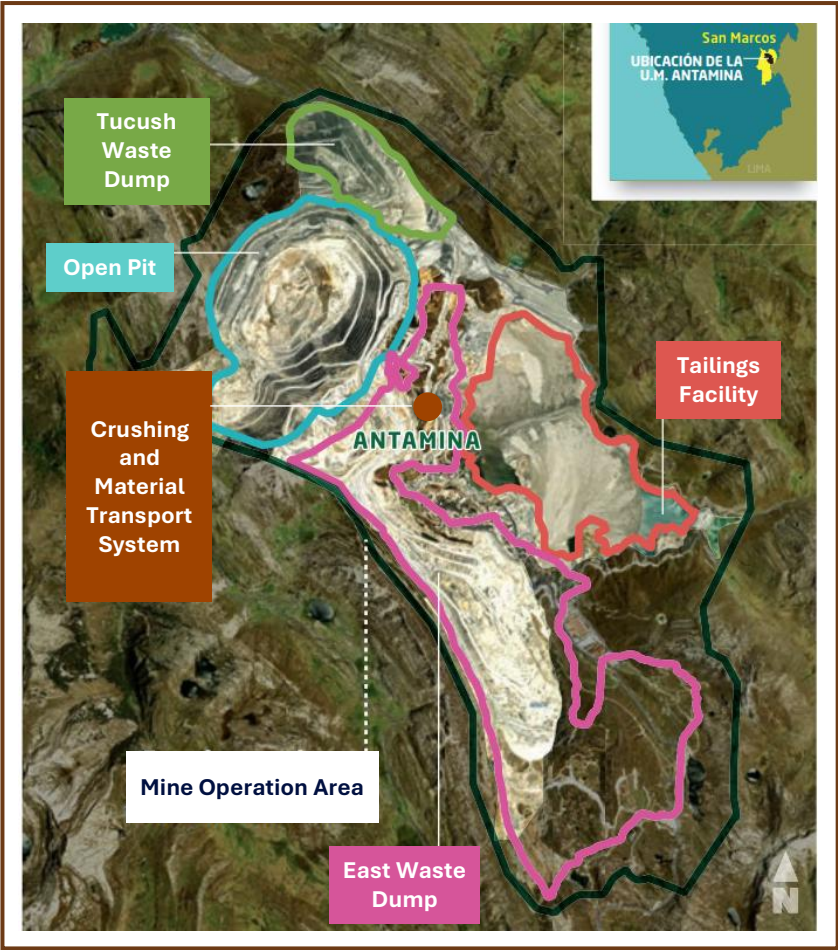 San Marcos
UBICACIÓN DE LA
U.M. ANTAMINA
LIMA
Tucush
Waste
Dump
Open Pit
Tailings
Facility
Crushing
and
Material
Transport
System
ANTAMINA
Mine Operation Area
East Waste
Dump
N